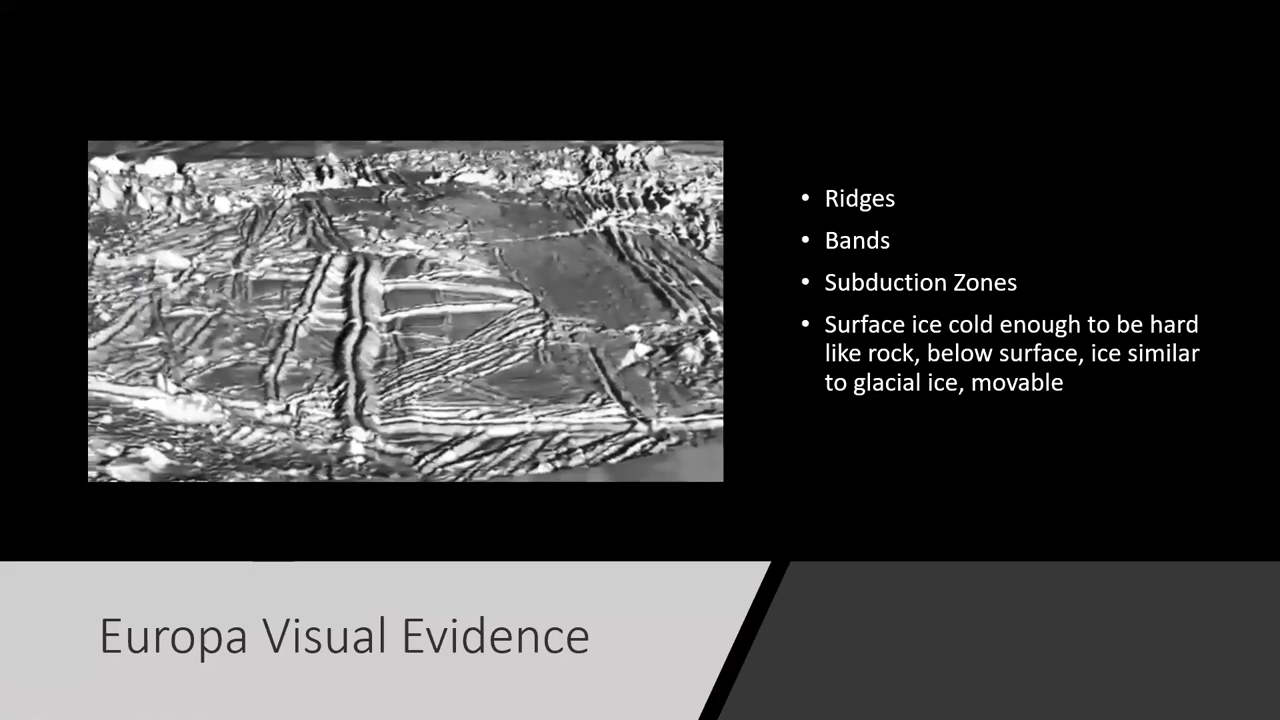 • Ridges
• Bands
• Subduction Zones
• Surface ice cold enough to be hard
like rock, below surface, ice similar
to glacial ice, movable
Europa Visual Evidence